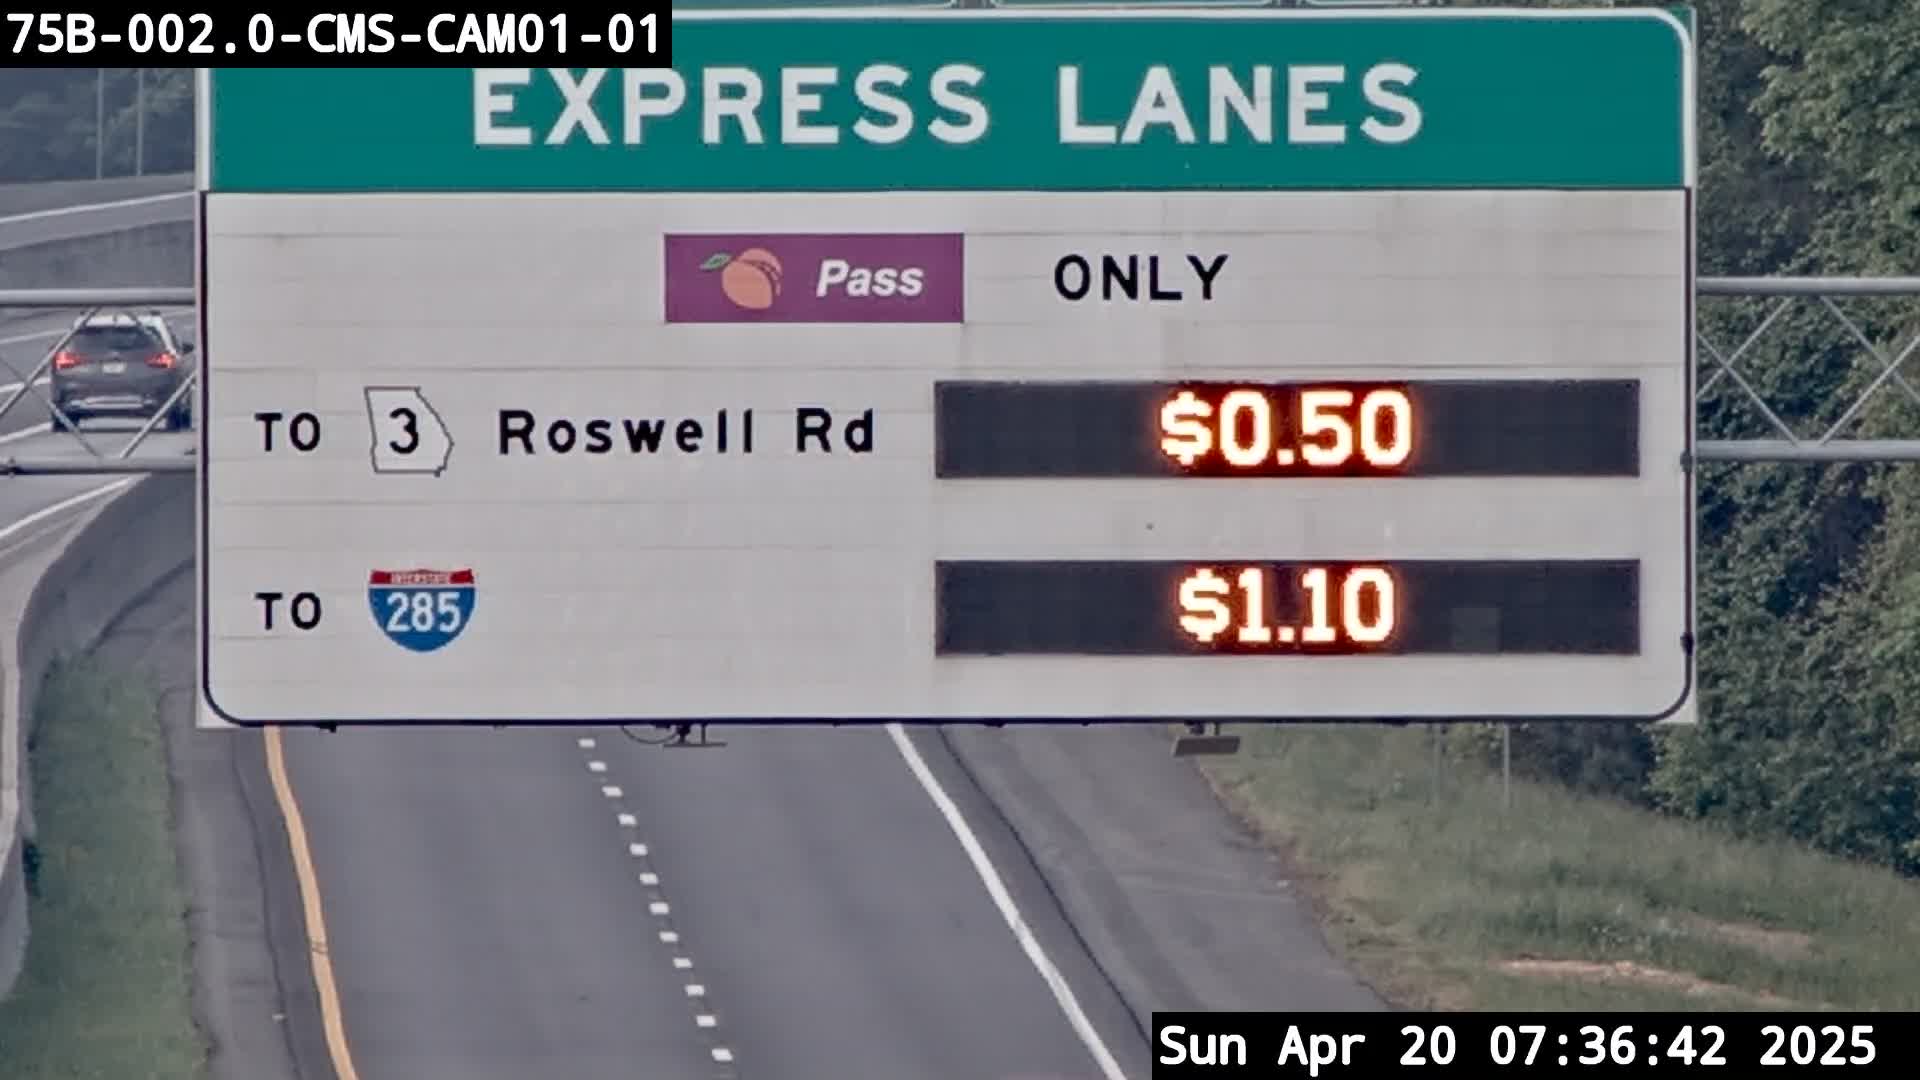 75B-002.0-CMS-CAM01-01
EXPRESS LANES
Pass ONLY
TO 3 Roswell Rd $0.50
TO 285 $1.10
Sun Apr 20 07:36:42 2025